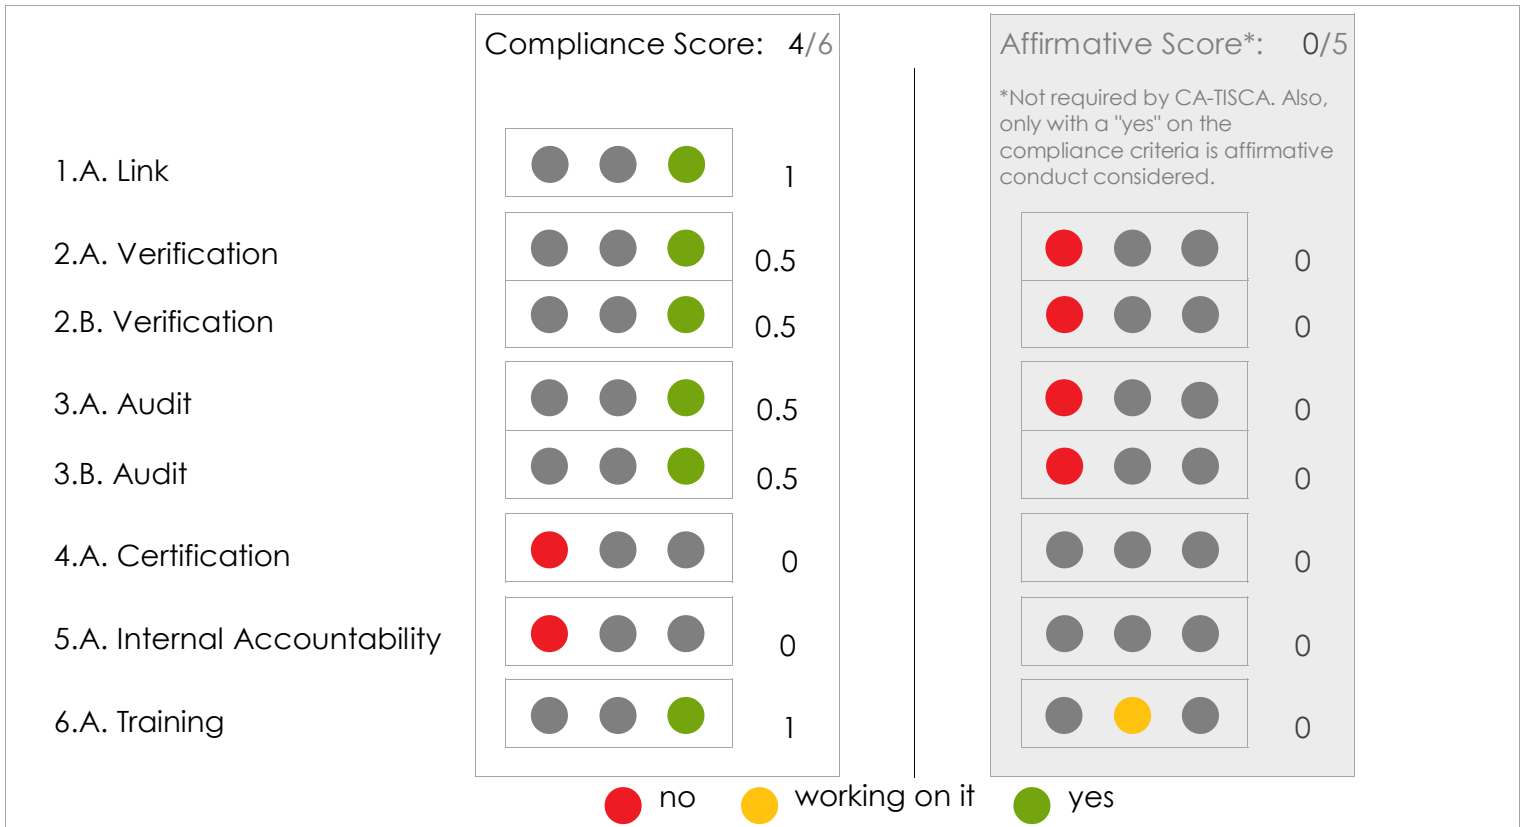 Compliance Score: 4/6
Affirmative Score*: 0/5
*Not required by CA-TISCA. Also,
only with a "yes" on the
compliance criteria is affirmative
conduct considered.
1.A. Link 1
2.A. Verification 0.5 0
2.B. Verification 0.5 0
3.A. Audit 0.5 0
3.B. Audit 0.5 0
4.A. Certification 0 0
5.A. Internal Accountability 0 0
6.A. Training 1 0
no working on it yes